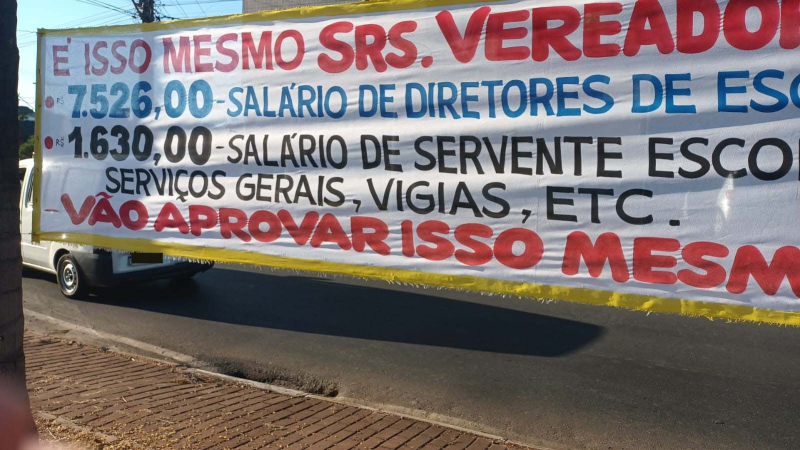 É ISSO MESMO SRS. VEREADO
R$ 7.526,00 - SALÁRIO DE DIRETORES DE ESC
R$ 1.630,00 - SALÁRIO DE SERVENTE ESCO
SERVIÇOS GERAIS, VIGIAS, ETC.
VÃO APROVAR ISSO MESM